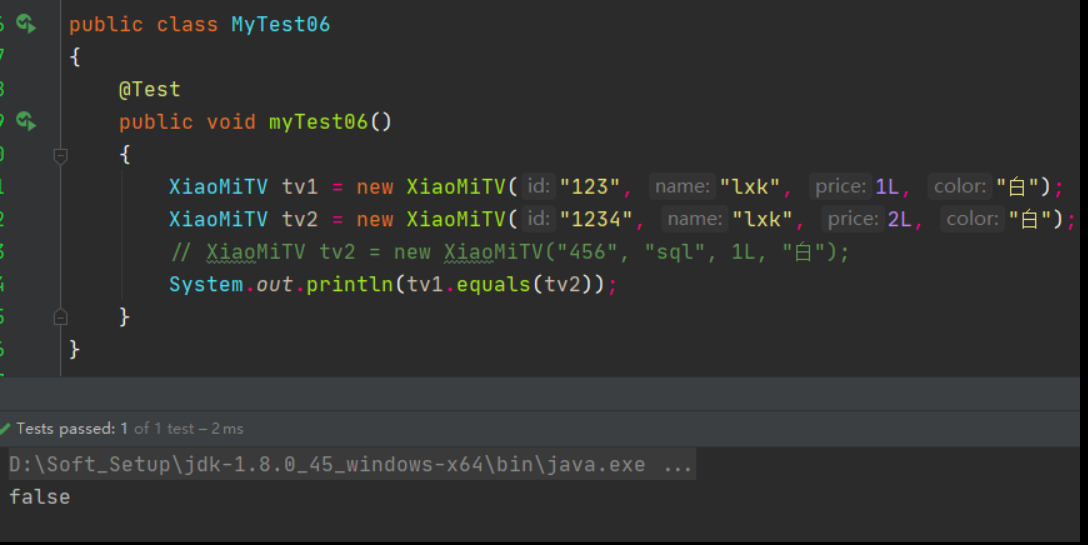 6 public class MyTest06
7 {
8 @Test
9 public void myTest06()
0 {
1 XiaoMiTV tv1 = new XiaoMiTV( id: "123", name: "lxk", price: 1L, color: "白");
2 XiaoMiTV tv2 = new XiaoMiTV( id: "1234", name: "lxk", price: 2L, color: "白");
3 // XiaoMiTV tv2 = new XiaoMiTV("456", "sql", 1L, "白");
4 System.out.println(tv1.equals(tv2));
5 }
6 }
Tests passed: 1 of 1 test – 2 ms
D:\Soft_Setup\jdk-1.8.0_45_windows-x64\bin\java.exe ...
false